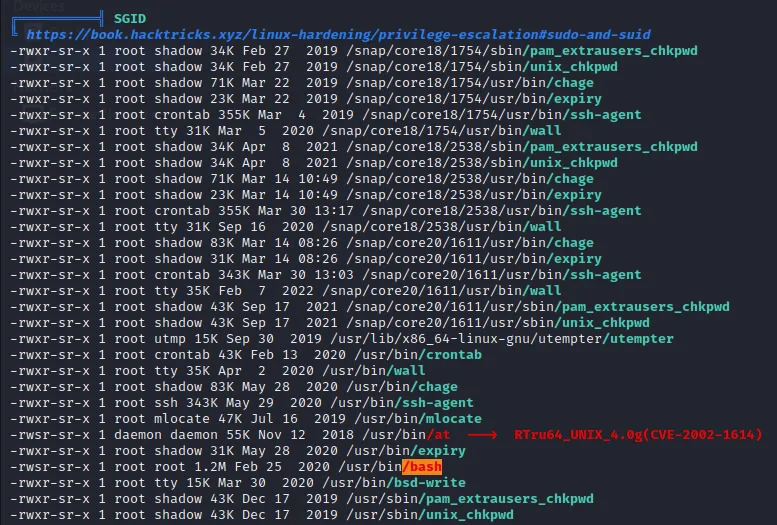 Devices
SGID
https://book.hacktricks.xyz/linux-hardening/privilege-escalation#sudo-and-suid
-rwxr-sr-x 1 root shadow 34K Feb 27  2019 /snap/core18/1754/sbin/pam_extrausers_chkpwd
-rwxr-sr-x 1 root shadow 34K Feb 27  2019 /snap/core18/1754/sbin/unix_chkpwd
-rwxr-sr-x 1 root shadow 71K Mar 22  2019 /snap/core18/1754/usr/bin/chage
-rwxr-sr-x 1 root shadow 23K Mar 22  2019 /snap/core18/1754/usr/bin/expiry
-rwxr-sr-x 1 root crontab 355K Mar  4  2019 /snap/core18/1754/usr/bin/ssh-agent
-rwxr-sr-x 1 root tty 31K Mar  5  2020 /snap/core18/1754/usr/bin/wall
-rwxr-sr-x 1 root shadow 34K Apr  8  2021 /snap/core18/2538/sbin/pam_extrausers_chkpwd
-rwxr-sr-x 1 root shadow 34K Apr  8  2021 /snap/core18/2538/sbin/unix_chkpwd
-rwxr-sr-x 1 root shadow 71K Mar 14 10:49 /snap/core18/2538/usr/bin/chage
-rwxr-sr-x 1 root shadow 23K Mar 14 10:49 /snap/core18/2538/usr/bin/expiry
-rwxr-sr-x 1 root crontab 355K Mar 30 13:17 /snap/core18/2538/usr/bin/ssh-agent
-rwxr-sr-x 1 root tty 31K Sep 16  2020 /snap/core18/2538/usr/bin/wall
-rwxr-sr-x 1 root shadow 83K Mar 14 08:26 /snap/core20/1611/usr/bin/chage
-rwxr-sr-x 1 root shadow 31K Mar 14 08:26 /snap/core20/1611/usr/bin/expiry
-rwxr-sr-x 1 root crontab 343K Mar 30 13:03 /snap/core20/1611/usr/bin/ssh-agent
-rwxr-sr-x 1 root tty 35K Feb  7  2022 /snap/core20/1611/usr/bin/wall
-rwxr-sr-x 1 root shadow 43K Sep 17  2021 /snap/core20/1611/usr/sbin/pam_extrausers_chkpwd
-rwxr-sr-x 1 root shadow 43K Sep 17  2021 /snap/core20/1611/usr/sbin/unix_chkpwd
-rwxr-sr-x 1 root utmp 15K Sep 30  2019 /usr/lib/x86_64-linux-gnu/utempter/utempter
-rwxr-sr-x 1 root crontab 43K Feb 13  2020 /usr/bin/crontab
-rwxr-sr-x 1 root tty 35K Apr  2  2020 /usr/bin/wall
-rwxr-sr-x 1 root shadow 83K May 28  2020 /usr/bin/chage
-rwxr-sr-x 1 root ssh 343K May 29  2020 /usr/bin/ssh-agent
-rwxr-sr-x 1 root mlocate 47K Jul 16  2019 /usr/bin/mlocate
-rwsr-sr-x 1 daemon daemon 55K Nov 12  2018 /usr/bin/at  --->  RTru64_UNIX_4.0g(CVE-2002-1614)
-rwxr-sr-x 1 root shadow 31K May 28  2020 /usr/bin/expiry
-rwsr-sr-x 1 root root 1.2M Feb 25  2020 /usr/bin/bash
-rwxr-sr-x 1 root tty 15K Mar 30  2020 /usr/bin/bsd-write
-rwxr-sr-x 1 root shadow 43K Dec 17  2019 /usr/sbin/pam_extrausers_chkpwd
-rwxr-sr-x 1 root shadow 43K Dec 17  2019 /usr/sbin/unix_chkpwd